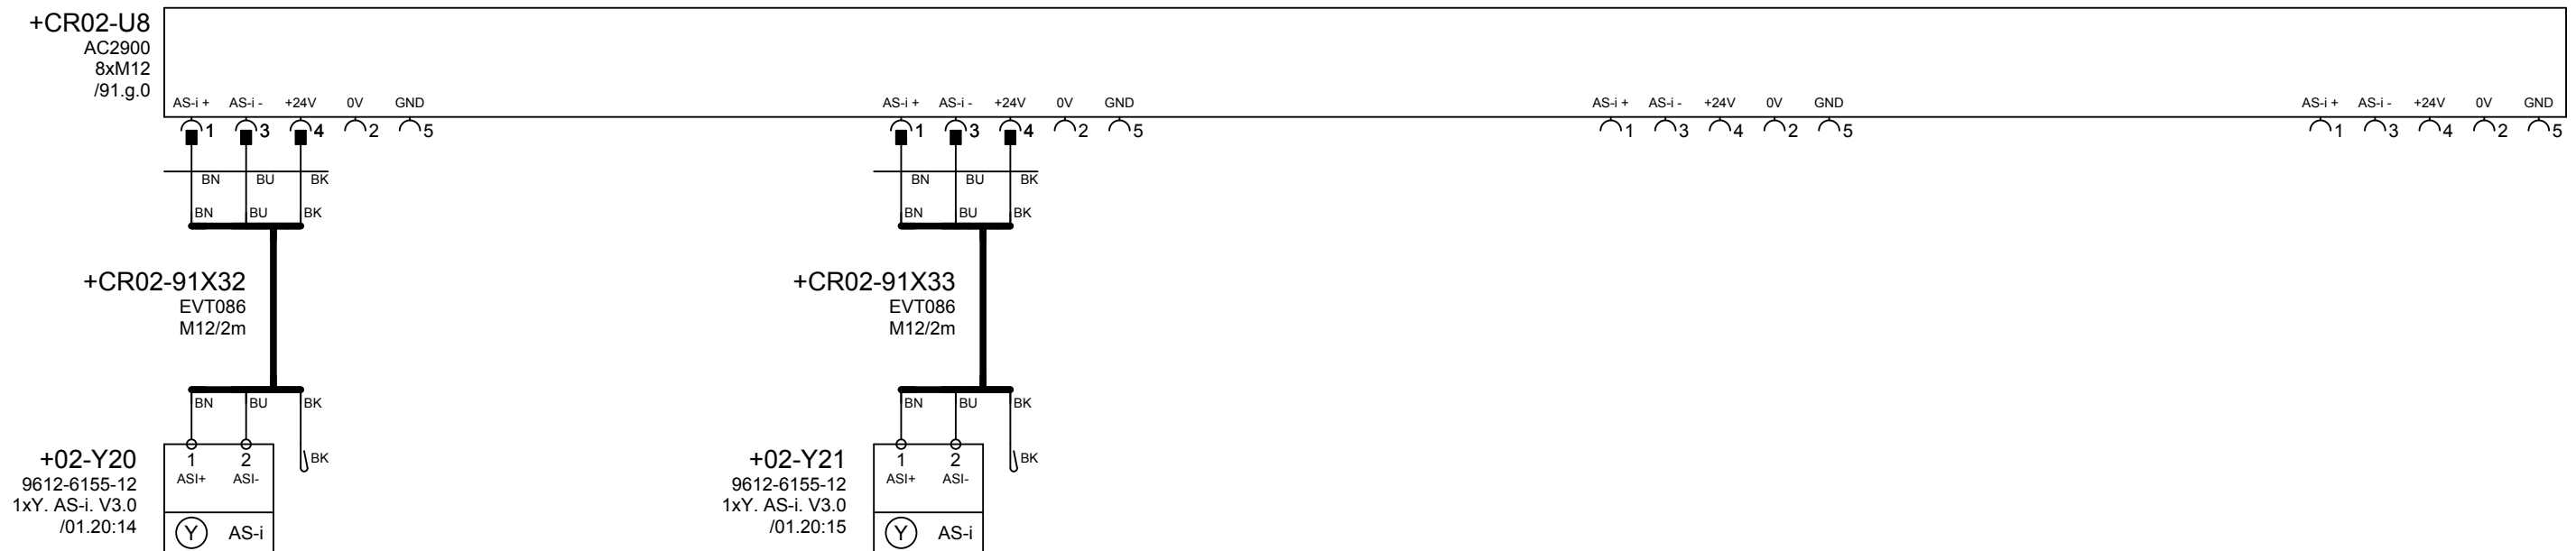 +CR02-U8
AC2900
8xM12
/91.g.0
AS-i + AS-i - +24V 0V GND AS-i + AS-i - +24V 0V GND AS-i + AS-i - +24V 0V GND AS-i + AS-i - +24V 0V GND
1 3 4 2 5 1 3 4 2 5 1 3 4 2 5 1 3 4 2 5
BN BU BK BN BU BK
BN BU BK BN BU BK
+CR02-91X32 +CR02-91X33
EVT086 EVT086
M12/2m M12/2m
BN BU BK BN BU BK
+02-Y20 1 2 BK +02-Y21 1 2 BK
9612-6155-12 ASI+ ASI- 9612-6155-12 ASI+ ASI-
1xY. AS-i. V3.0 1xY. AS-i. V3.0
/01.20:14 Y AS-i /01.20:15 Y AS-i